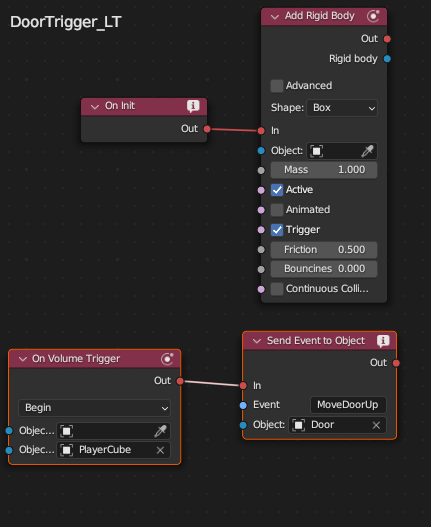 DoorTrigger_LT
Add Rigid Body
Out
Rigid body
Advanced
Shape: Box
In
Object:
Mass 1.000
Active
Animated
Trigger
Friction 0.500
Bouncines 0.000
Continuous Colli...
On Init
Out
On Volume Trigger
Out
Begin
Objec...
Objec... PlayerCube
Send Event to Object
Out
In
Event MoveDoorUp
Object: Door